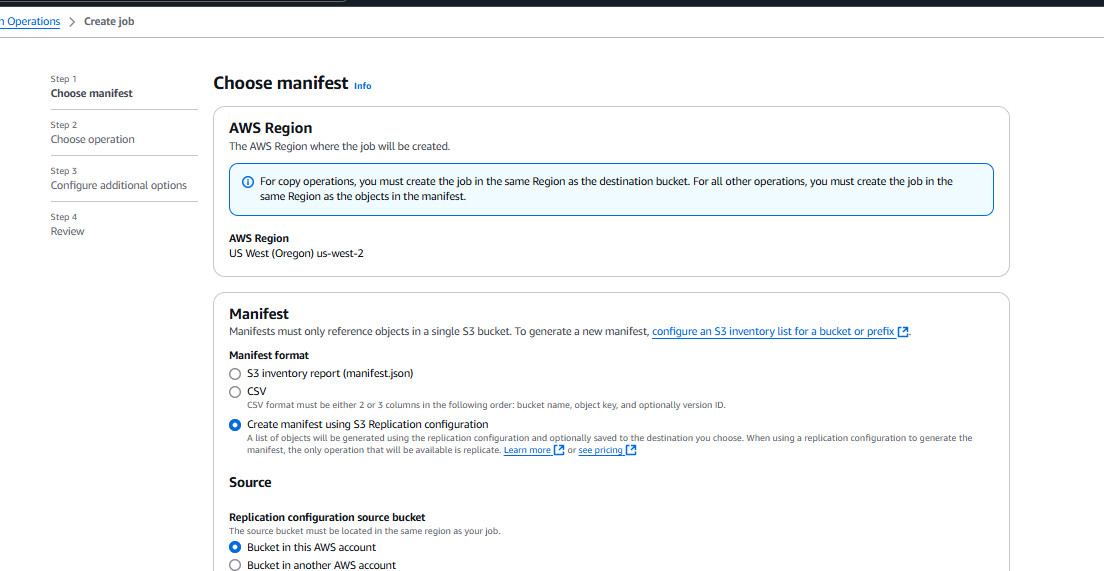 Operations > Create job
Step 1
Choose manifest
Step 2
Choose operation
Step 3
Configure additional options
Step 4
Review
Choose manifest Info
AWS Region
The AWS Region where the job will be created.
For copy operations, you must create the job in the same Region as the destination bucket. For all other operations, you must create the job in the
same Region as the objects in the manifest.
AWS Region
US West (Oregon) us-west-2
Manifest
Manifests must only reference objects in a single S3 bucket. To generate a new manifest, configure an S3 inventory list for a bucket or prefix.
Manifest format
S3 inventory report (manifest.json)
CSV
CSV format must be either 2 or 3 columns in the following order: bucket name, object key, and optionally version ID.
Create manifest using S3 Replication configuration
A list of objects will be generated using the replication configuration and optionally saved to the destination you choose. When using a replication configuration to generate the
manifest, the only operation that will be available is replicate. Learn more or see pricing
Source
Replication configuration source bucket
The source bucket must be located in the same region as your job.
Bucket in this AWS account
Bucket in another AWS account